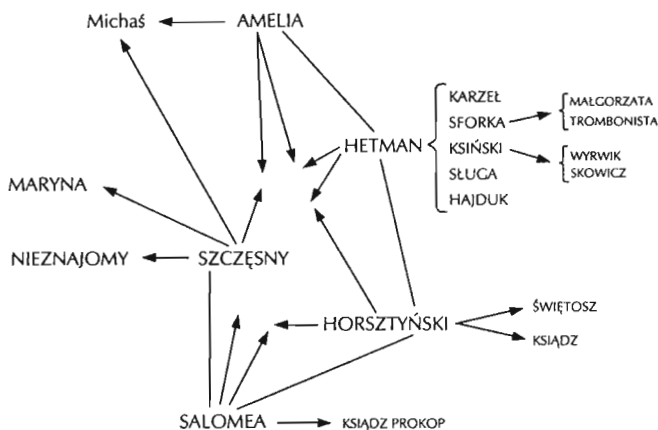 Michaś AMELIA
KARZEŁ
MAŁGORZATA
SFORKA
TROMBONISTA
HETMAN
KSIŃSKI
WYRWIK
SKOWICZ
SŁUGA
MARYNA
HAJDUK
NIEZNAJOMY SZCZĘSNY
ŚWIĘTOSZ
HORSZTYŃSKI
KSIĄDZ
SALOMEA KSIĄDZ PROKOP